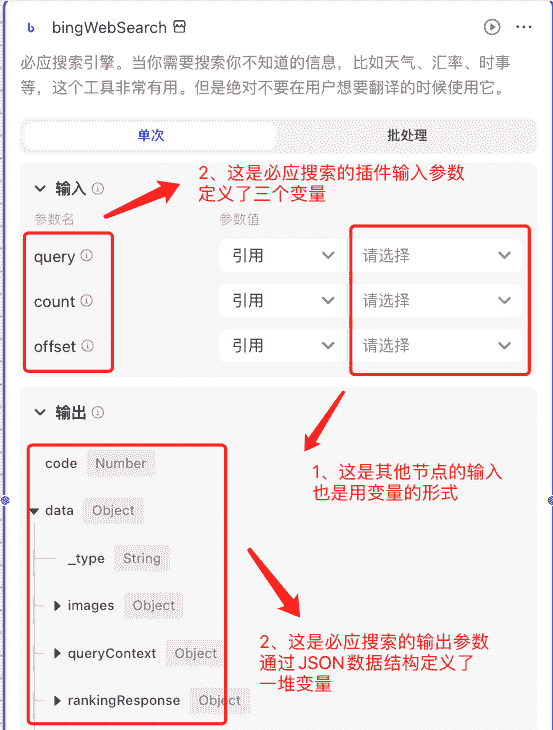 bingWebSearch
必应搜索引擎。当你需要搜索你不知道的信息，比如天气、汇率、时事
等，这个工具非常有用。但是绝对不要在用户想要翻译的时候使用它。
单次 批处理
输入
2、这是必应搜索的插件输入参数
定义了三个变量
参数名 参数值
query 引用 请选择
count 引用 请选择
offset 引用 请选择
输出
code Number
1、这是其他节点的输入
也是用变量的形式
data Object
_type String
images Object
2、这是必应搜索的输出参数
通过JSON数据结构定义了
一堆变量
queryContext Object
rankingResponse Object